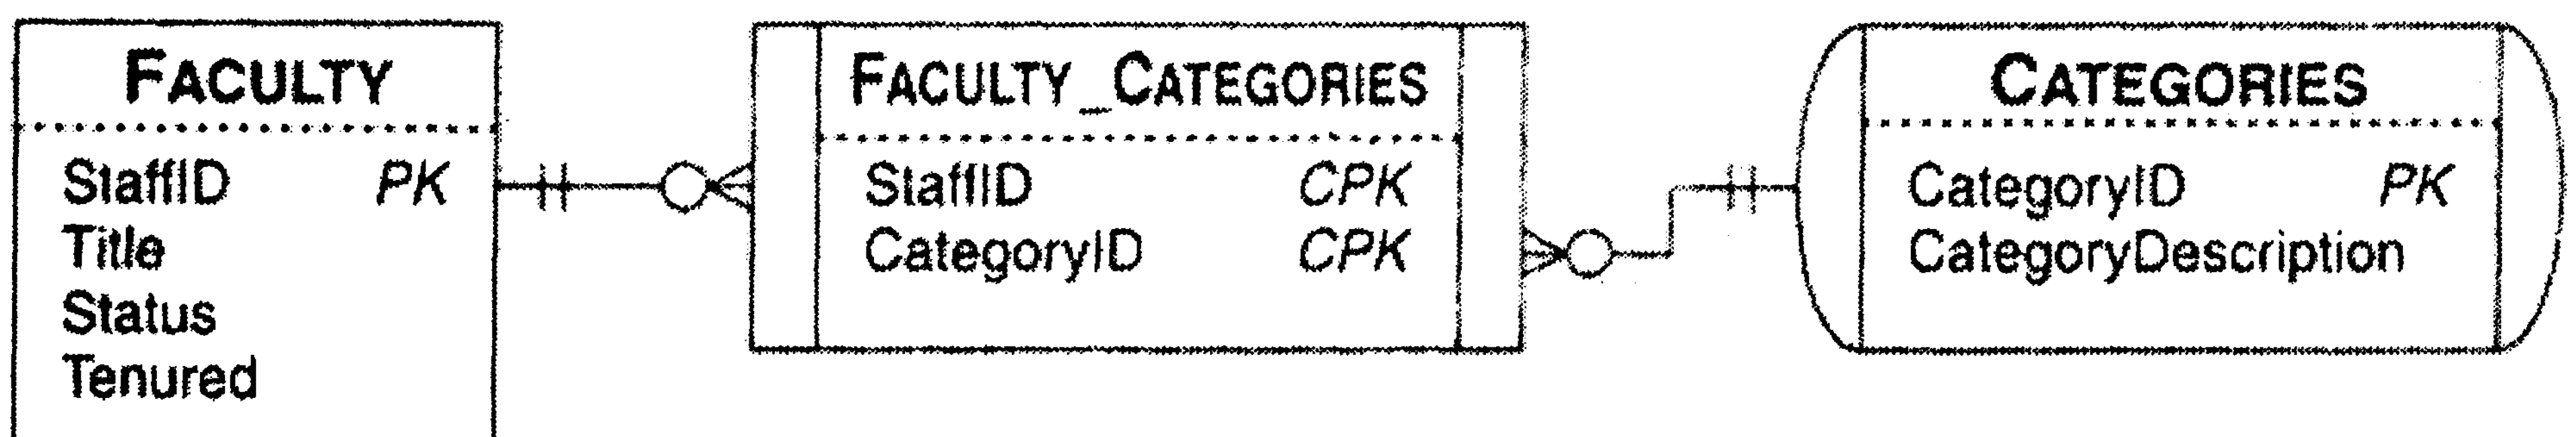 FACULTY
StaffID PK
Title
Status
Tenured
FACULTY_CATEGORIES
StaffID CPK
CategoryID CPK
CATEGORIES
CategoryID PK
CategoryDescription